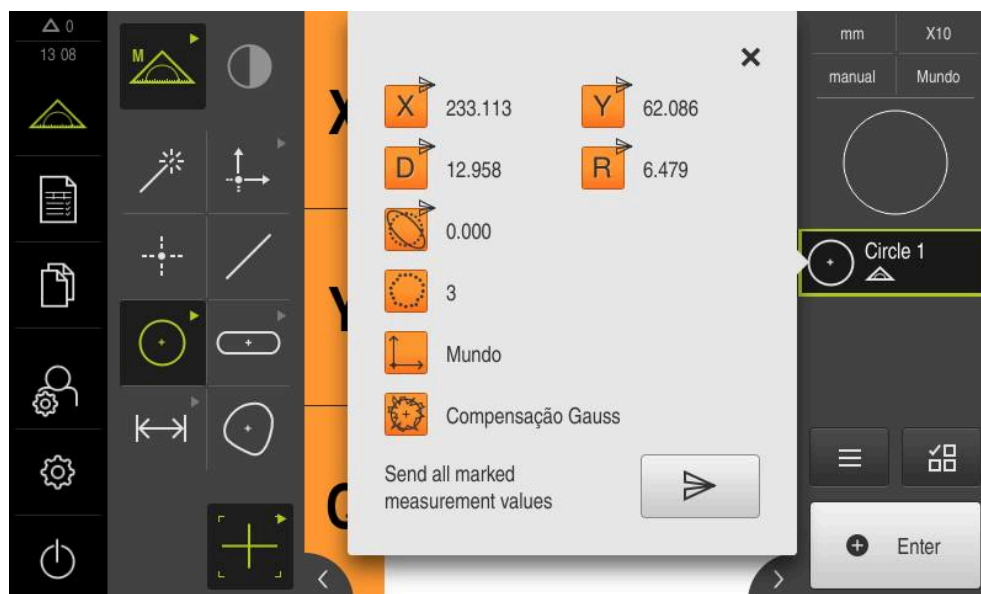 0
13 08
M
X
Y
X 233.113
Y 62.086
D 12.958
R 6.479
0.000
3
Mundo
Compensação Gauss
Send all marked
measurement values
mm
X10
manual
Mundo
Circle 1
Enter